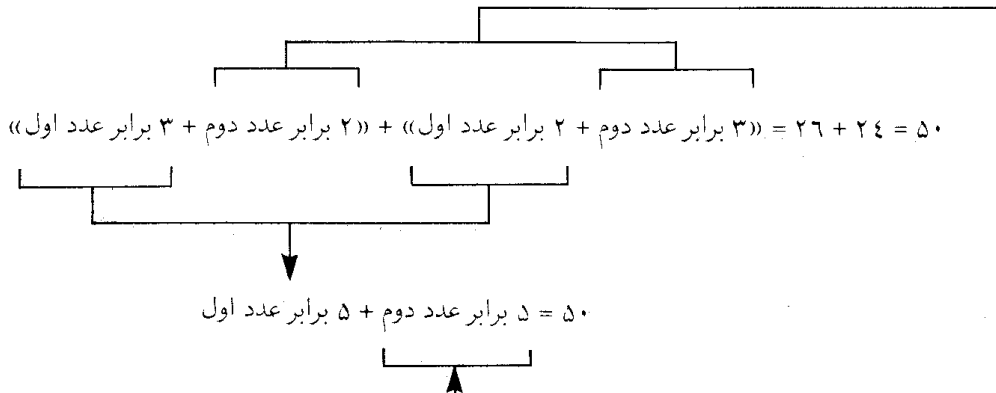 «(۳ برابر عدد اول + ۲ برابر عدد دوم)» + «(۲ برابر عدد اول + ۳ برابر عدد دوم)» = ۲۶ + ۲۴ = ۵۰
۵ برابر عدد اول + ۵ برابر عدد دوم = ۵۰